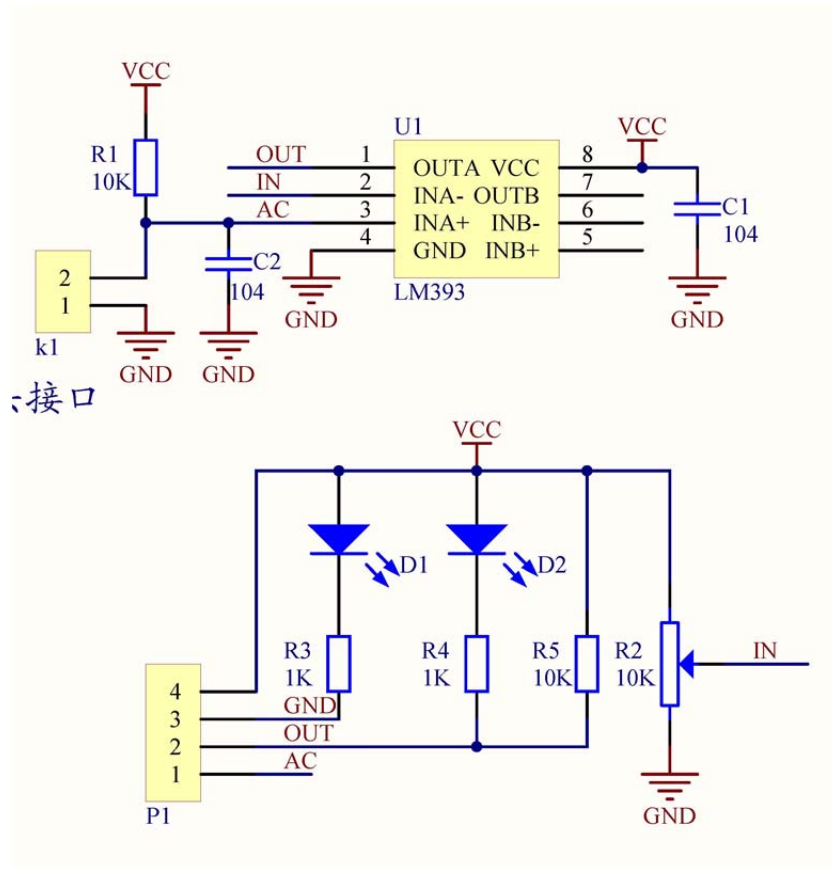 VCC
R1
10K
U1
OUT 1 OUTA VCC 8 VCC
IN 2 INA- OUTB 7
AC 3 INA+ INB- 6
4 GND INB+ 5
C1
104
C2
104
LM393
GND
GND
2
1
k1
GND
GND
接口
VCC
D1
D2
R3
1K
R4
1K
R5
10K
R2
10K
IN
4
3 GND
2 OUT
1 AC
P1
GND